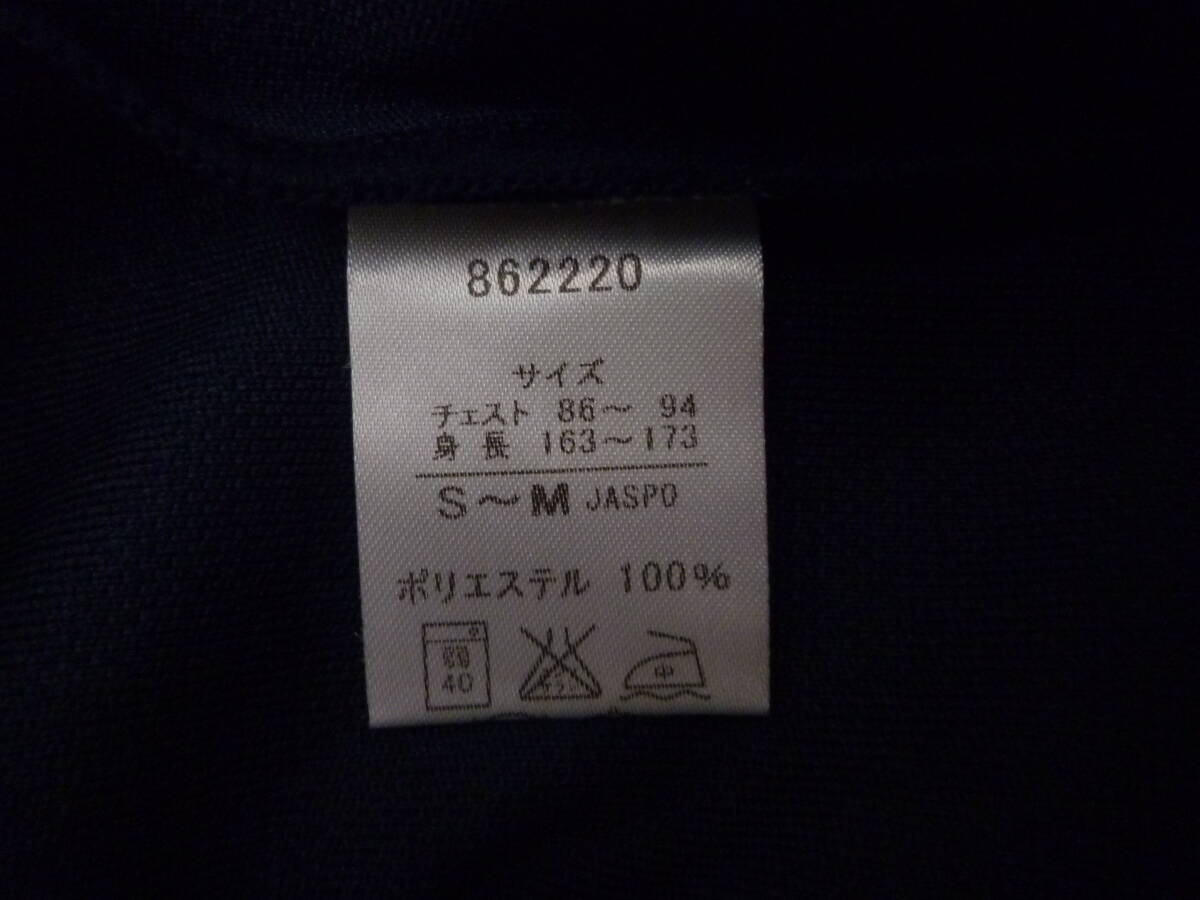 862220
サイズ
チェスト 86～ 94
身長 163～173
S～M JASPO
ポリエステル 100%
弱
40
中